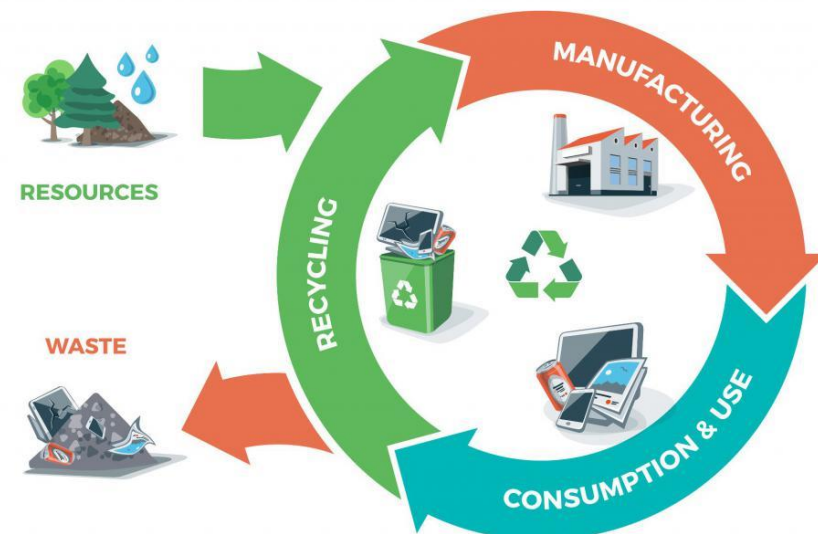 RESOURCES
WASTE
RECYCLING
MANUFACTURING
CONSUMPTION & USE